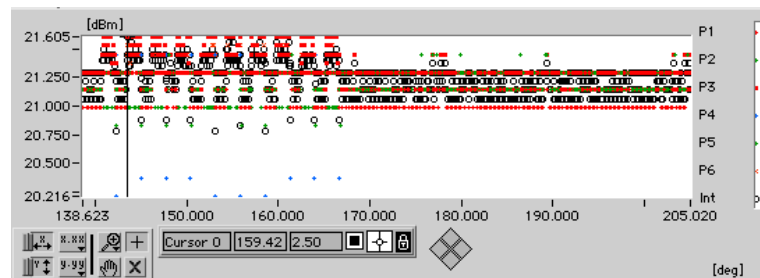 [dBm]
21.605
21.250
21.000
20.750
20.500
20.216
138.623 150.000 160.000 170.000 180.000 190.000 205.020
[deg]
P1
P2
P3
P4
P5
P6
Int
X x.xx
Cursor 0 159.42 2.50
Y y.yy